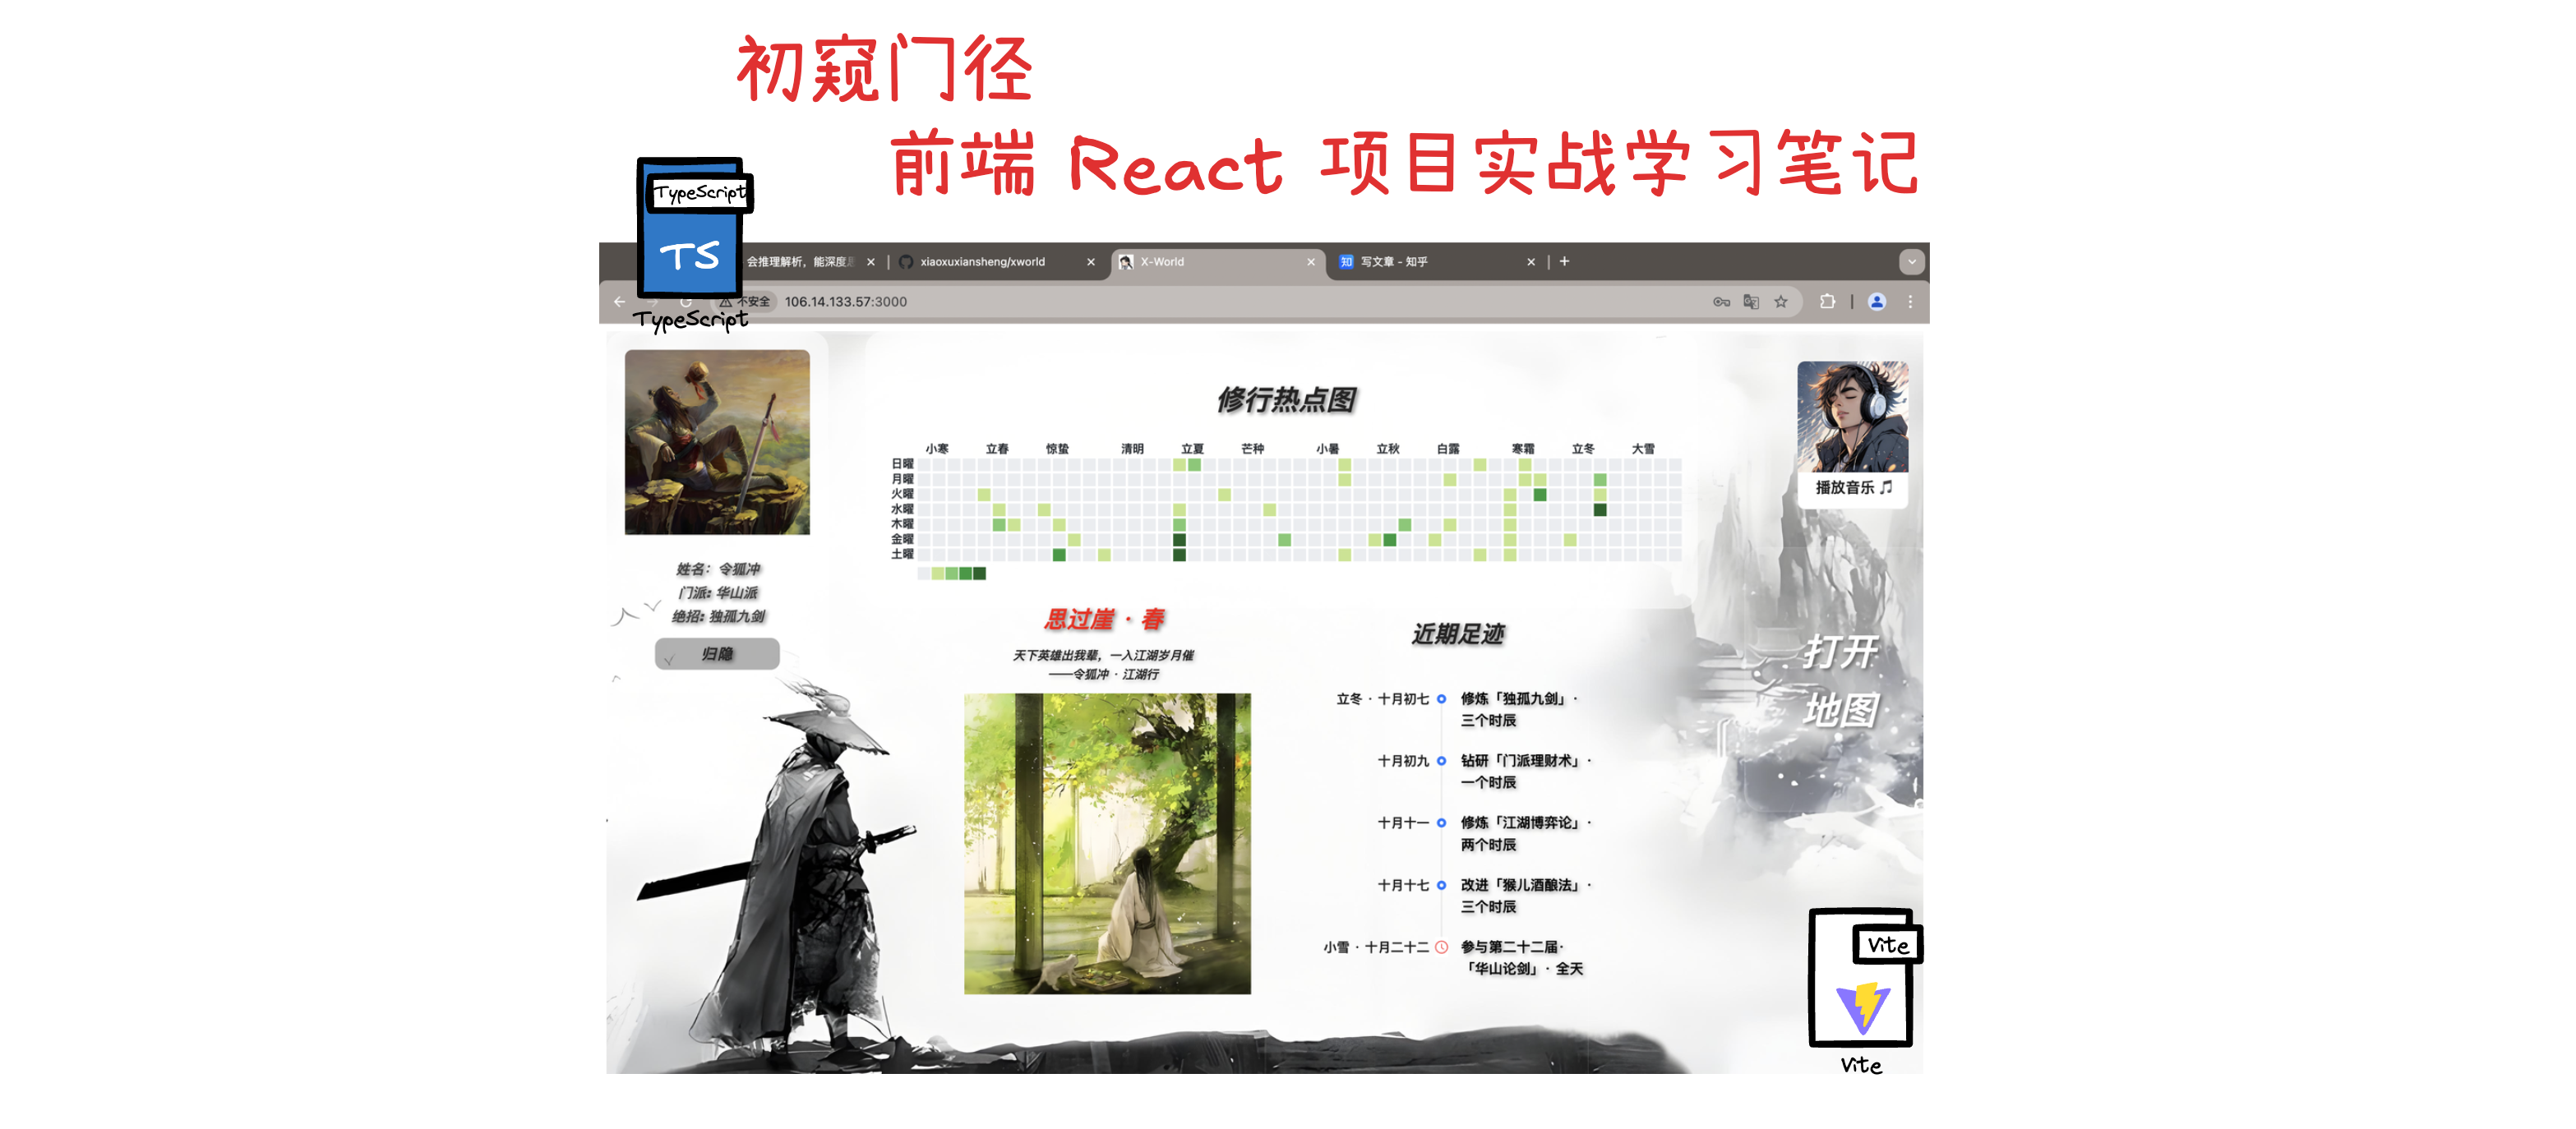 初窥门径
前端 React 项目实战学习笔记
TypeScript
TS
TypeScript
会推理解析，能深度
xiaoxuxiansheng/xworld
X-World
知 写文章 - 知乎
不安全 106.14.133.57:3000
修行热点图
小寒 立春 惊蛰 清明 立夏 芒种 小暑 立秋 白露 寒霜 立冬 大雪
日曜
月曜
火曜
水曜
木曜
金曜
土曜
播放音乐
姓名：令狐冲
门派: 华山派
绝招: 独孤九剑
归隐
思过崖 · 春
天下英雄出我辈，一入江湖岁月催
——令狐冲 · 江湖行
近期足迹
立冬 · 十月初七 修炼「独孤九剑」·
三个时辰
十月初九 钻研「门派理财术」·
一个时辰
十月十一 修炼「江湖博弈论」·
两个时辰
十月十七 改进「猴儿酒酿法」·
三个时辰
小雪 · 十月二十二 参与第二十二届·
「华山论剑」· 全天
打开
地图
Vite
Vite